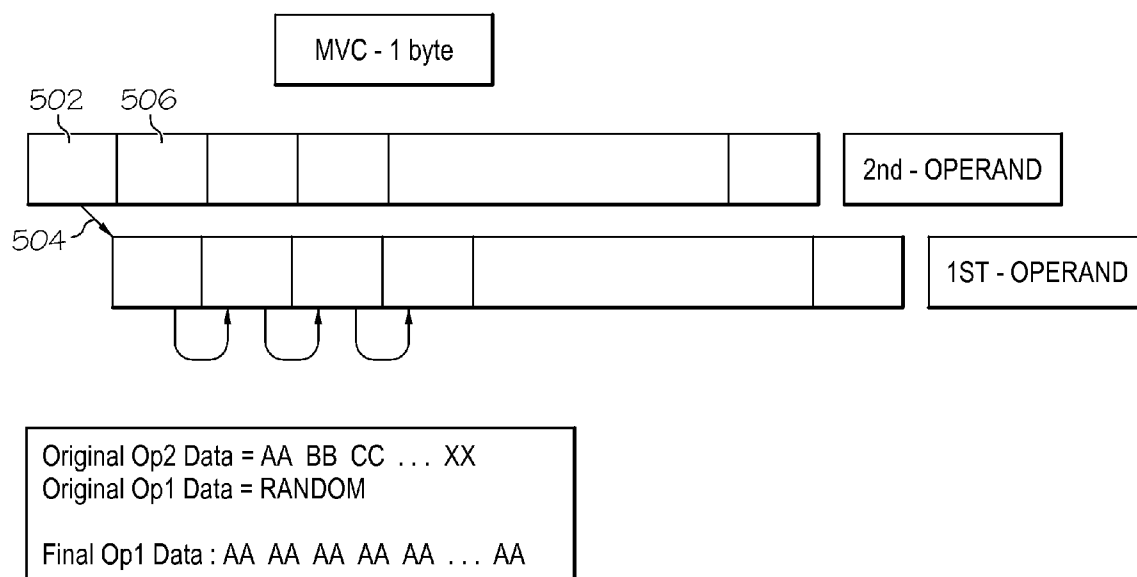 MVC - 1 byte
502 506
2nd - OPERAND
504
1ST - OPERAND
Original Op2 Data = AA BB CC ... XX
Original Op1 Data = RANDOM
Final Op1 Data : AA AA AA AA AA ... AA